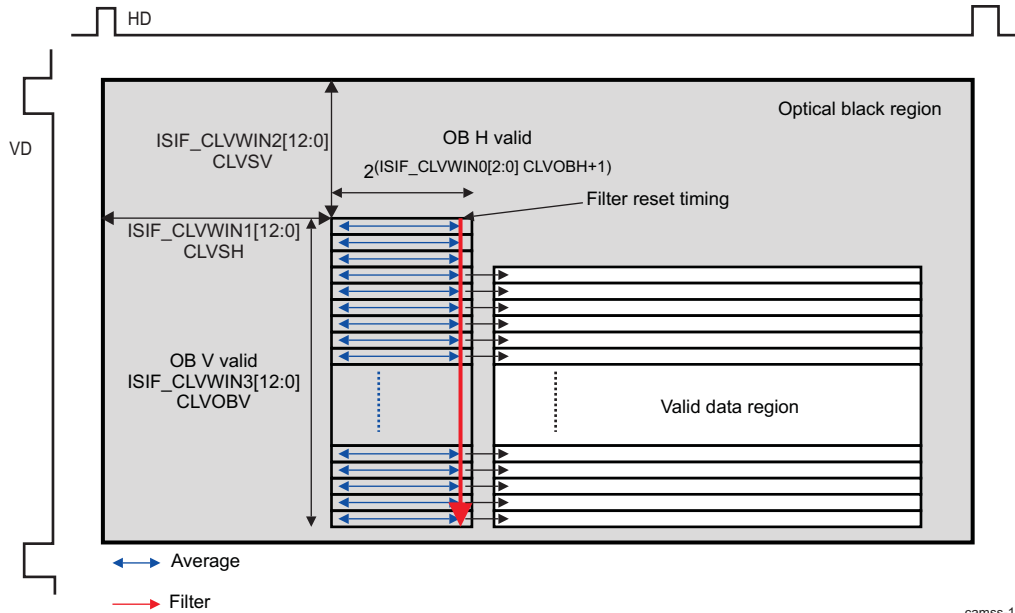 HD
VD
Optical black region
ISIF_CLVWIN2[12:0]
CLVSV
OB H valid
2(ISIF_CLVWIN0[2:0] CLVOBH+1)
Filter reset timing
ISIF_CLVWIN1[12:0]
CLVSH
OB V valid
ISIF_CLVWIN3[12:0]
CLVOBV
Valid data region
Average
Filter